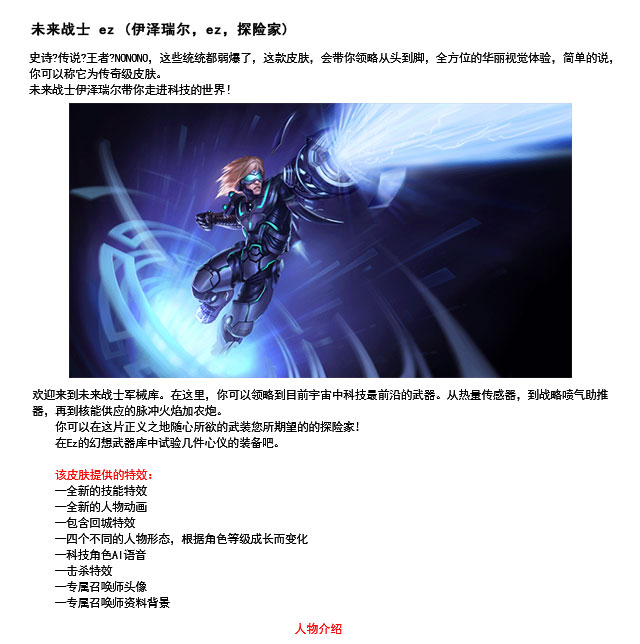 未来战士 ez (伊泽瑞尔, ez, 探险家)
史诗?传说?王者?NONONO, 这些统统都弱爆了, 这款皮肤, 会带你领略从头到脚, 全方位的华丽视觉体验, 简单的说,
你可以称它为传奇级皮肤。
未来战士伊泽瑞尔带你走进科技的世界!
欢迎来到未来战士军械库。在这里, 你可以领略到目前宇宙中科技最前沿的武器。从热量传感器, 到战略喷气助推
器, 再到核能供应的脉冲火焰加农炮。
你可以在这片正义之地随心所欲的武装您所期望的的探险家!
在Ez的幻想武器库中试验几件心仪的装备吧。
该皮肤提供的特效:
—全新的技能特效
—全新的人物动画
—包含回城特效
—四个不同的人物形态, 根据角色等级成长而变化
—科技角色AI语音
—击杀特效
—专属召唤师头像
—专属召唤师资料背景
人物介绍